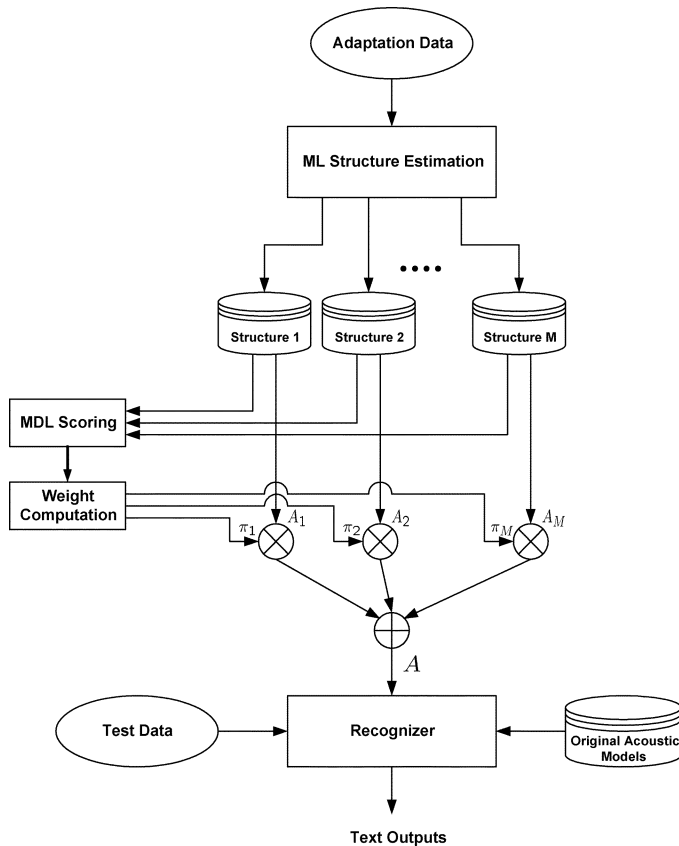 Adaptation Data
ML Structure Estimation
....
Structure 1
Structure 2
Structure M
MDL Scoring
Weight
Computation
π1
A1
π2
A2
πM
AM
A
Test Data
Recognizer
Original Acoustic
Models
Text Outputs